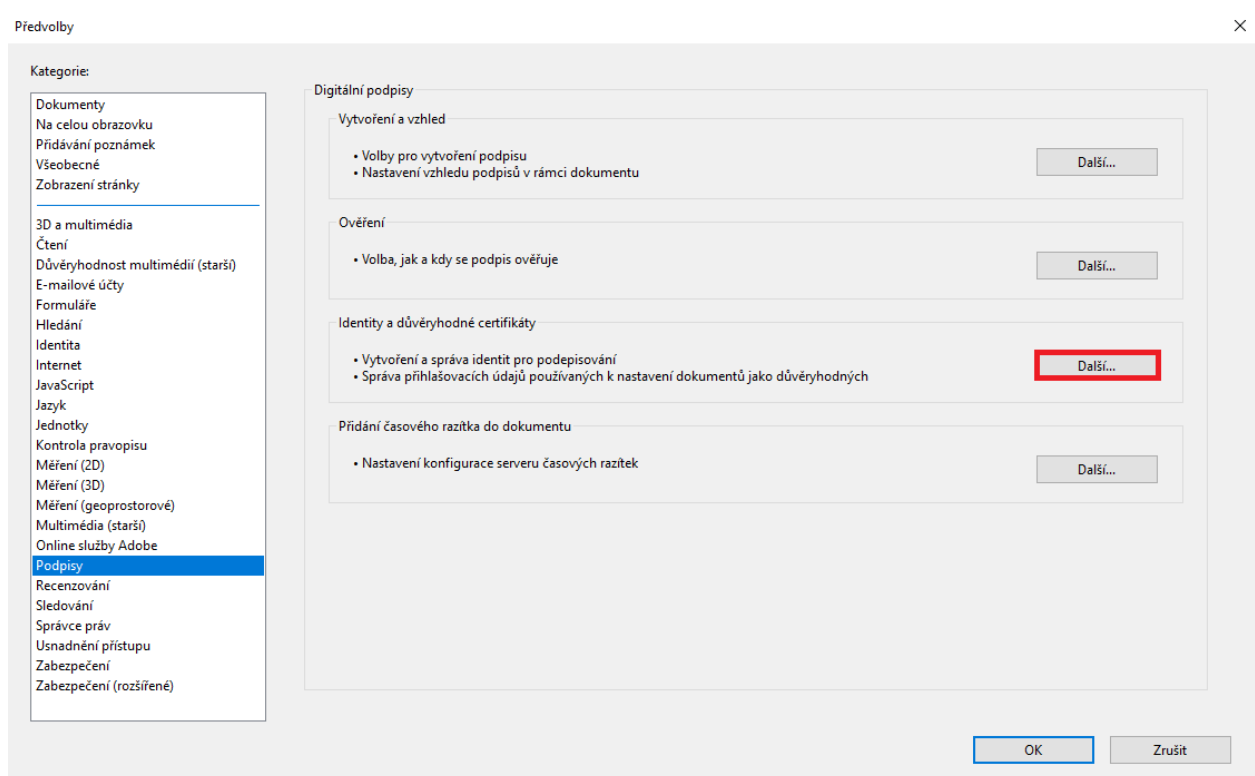 Předvolby
Kategorie:
Dokumenty
Na celou obrazovku
Přidávání poznámek
Všeobecné
Zobrazení stránky
3D a multimédia
Čtení
Důvěryhodnost multimédií (starší)
E-mailové účty
Formuláře
Hledání
Identita
Internet
JavaScript
Jazyk
Jednotky
Kontrola pravopisu
Měření (2D)
Měření (3D)
Měření (geoprostorové)
Multimédia (starší)
Online služby Adobe
Podpisy
Recenzování
Sledování
Správce práv
Usnadnění přístupu
Zabezpečení
Zabezpečení (rozšířené)
Digitální podpisy
Vytvoření a vzhled
• Volby pro vytvoření podpisu
• Nastavení vzhledu podpisů v rámci dokumentu
Další...
Ověření
• Volba, jak a kdy se podpis ověřuje
Další...
Identity a důvěryhodné certifikáty
• Vytvoření a správa identit pro podepisování
• Správa přihlašovacích údajů používaných k nastavení dokumentů jako důvěryhodných
Další...
Přidání časového razítka do dokumentu
• Nastavení konfigurace serveru časových razítek
Další...
OK
Zrušit